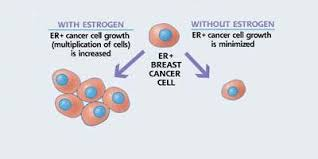 WITH ESTROGEN
ER+ cancer cell growth
(multiplication of cells)
is increased
ER+
BREAST
CANCER
CELL
WITHOUT ESTROGEN
ER+ cancer cell growth
is minimized